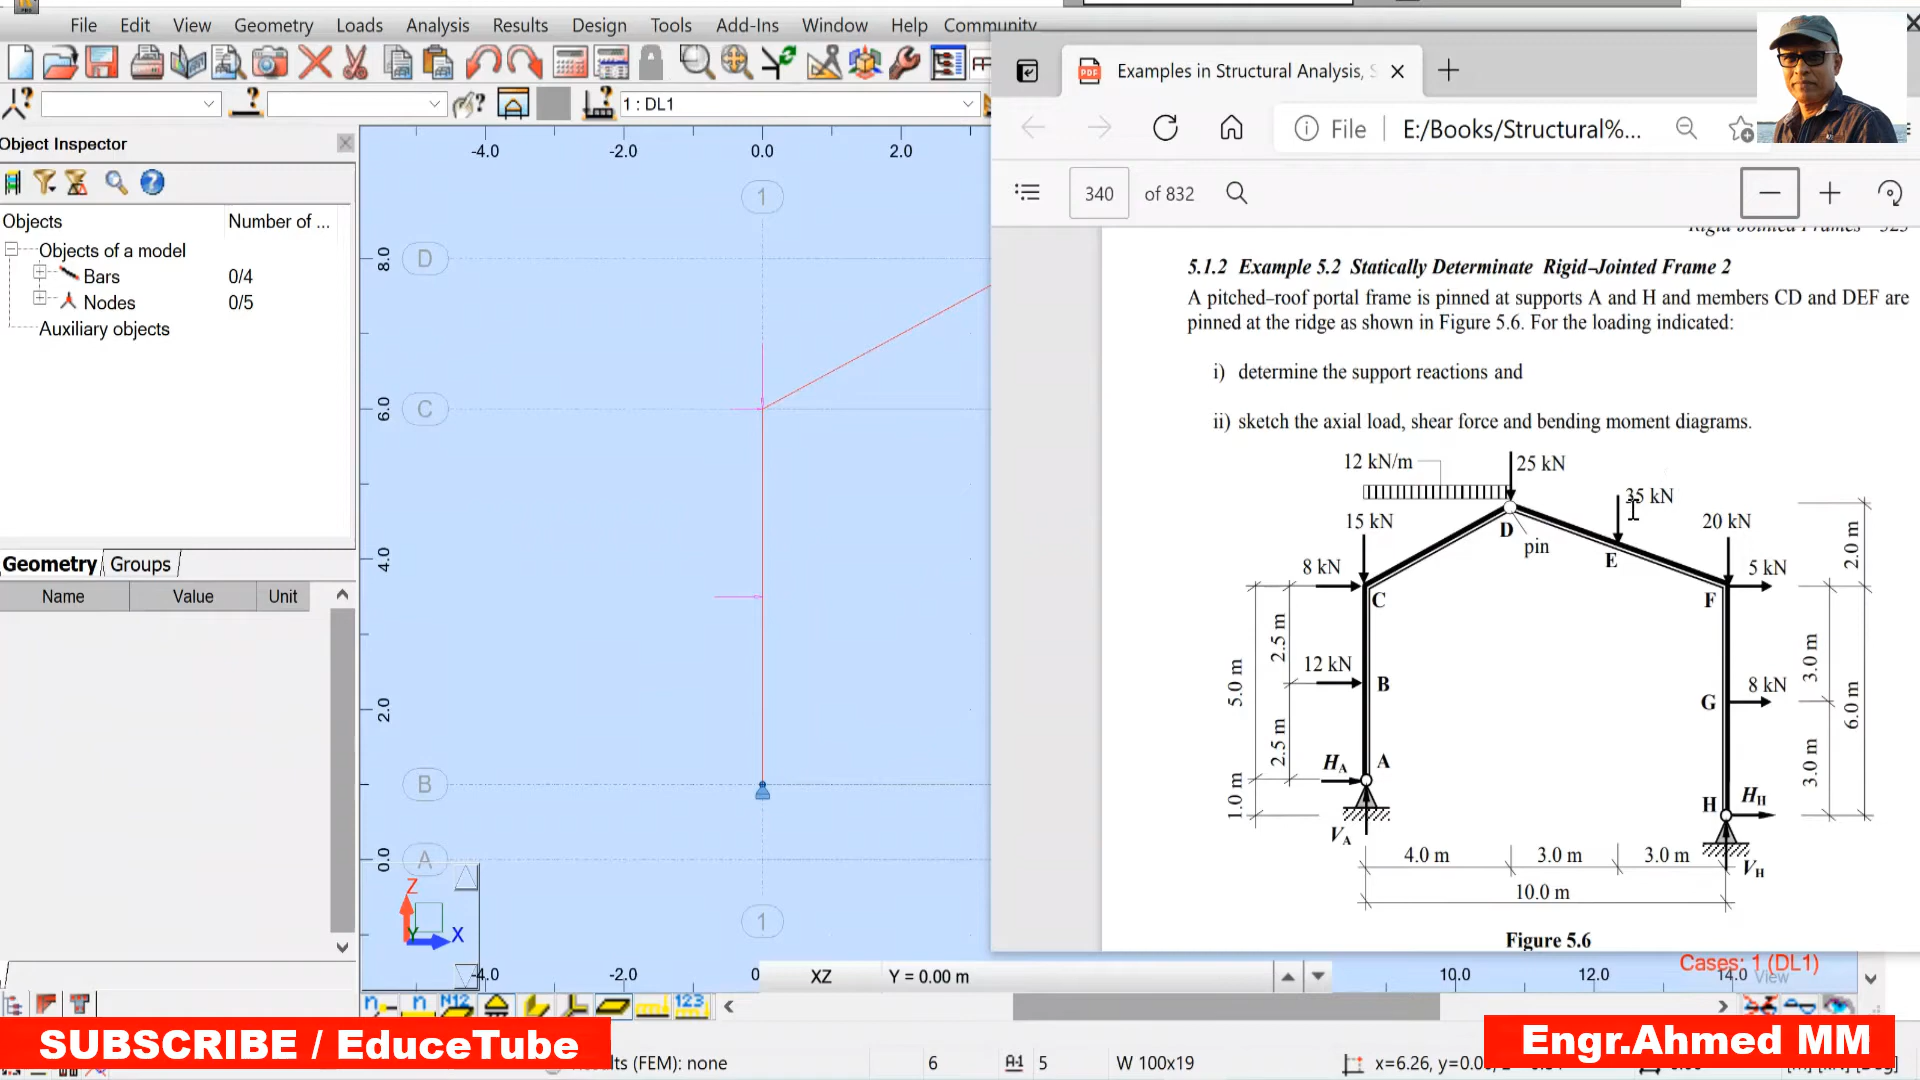 File Edit View Geometry Loads Analysis Results Design Tools Add-Ins Window Help Community
1 : DL1
Object Inspector
Objects Number of ...
Objects of a model
Bars 0/4
Nodes 0/5
Auxiliary objects
Geometry Groups
Name Value Unit
-4.0 -2.0 0.0 2.0
1
8.0 D
6.0 C
4.0
2.0 B
0.0 A
Z
Y X
1
-4.0 -2.0 0 XZ Y = 0.00 m 10.0 12.0 14.0
Cases: 1 (DL1)
View
Examples in Structural Analysis, S
File E:/Books/Structural%...
340 of 832
5.1.2 Example 5.2 Statically Determinate Rigid–Jointed Frame 2
A pitched–roof portal frame is pinned at supports A and H and members CD and DEF are
pinned at the ridge as shown in Figure 5.6. For the loading indicated:
i) determine the support reactions and
ii) sketch the axial load, shear force and bending moment diagrams.
12 kN/m 25 kN
35 kN
15 kN D 20 kN
pin
8 kN E 5 kN
2.0 m
C F
2.5 m
12 kN B
5.0 m
3.0 m
8 kN
G
6.0 m
2.5 m
HA A
3.0 m
1.0 m
H HH
VA
VH
4.0 m 3.0 m 3.0 m
10.0 m
Figure 5.6
SUBSCRIBE / EduceTube
(FEM): none 6 5 W 100x19
Engr.Ahmed MM